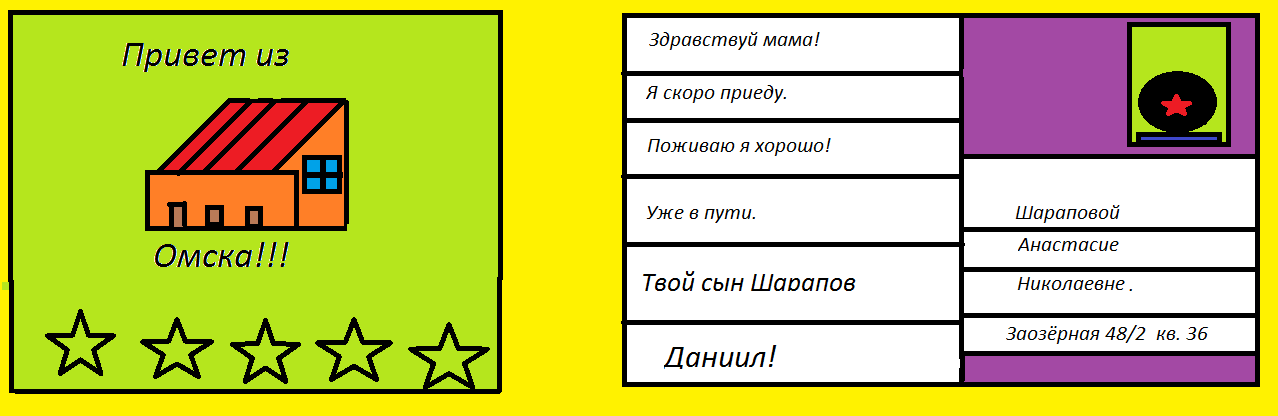 Привет из
Омска!!!
Здравствуй мама!
Я скоро приеду.
Поживаю я хорошо!
Уже в пути.
Твой сын Шарапов
Даниил!
Шараповой
Анастасие
Николаевне .
Заозёрная 48/2 кв. 36